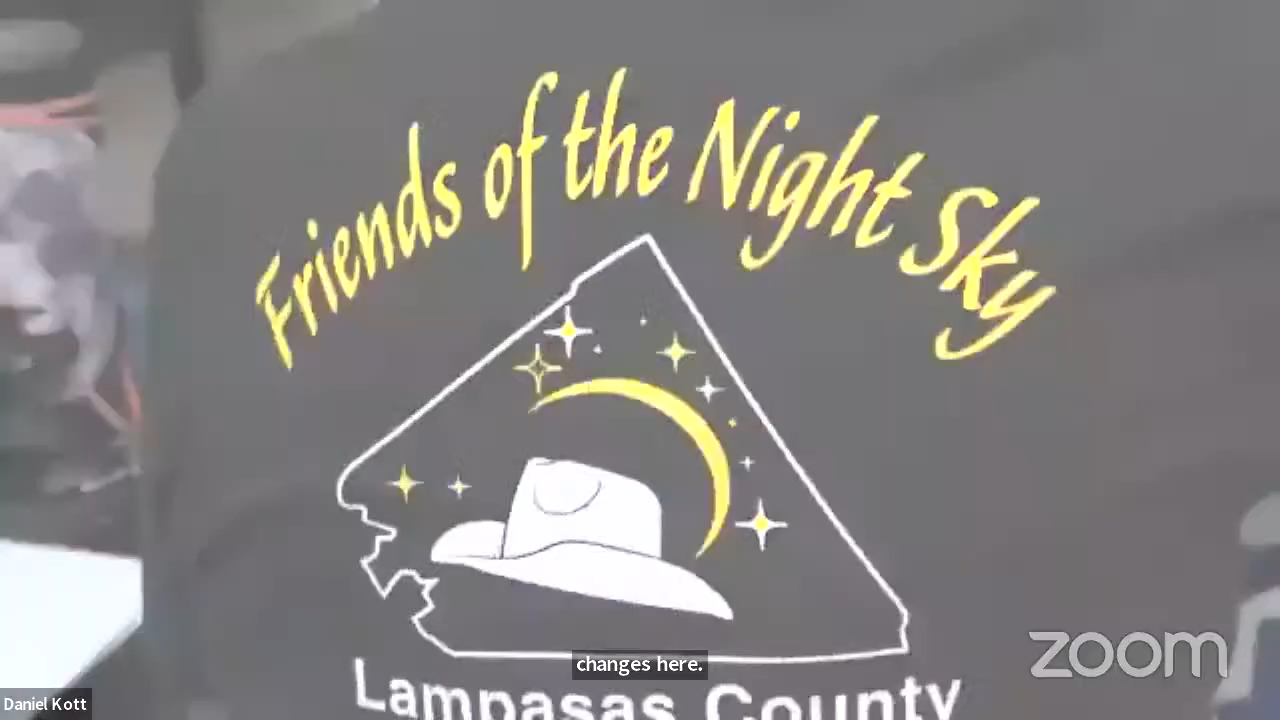 Friends of the Night Sky
changes here.
zoom
Lampasas County
Daniel Kott